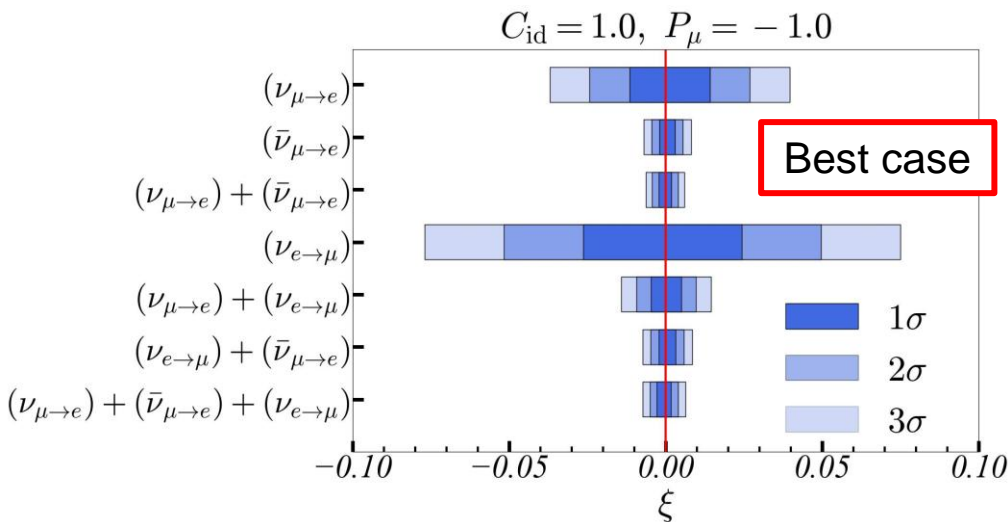 C_id = 1.0, P_μ = −1.0
(ν_μ→e)
(ν̄_μ→e)
(ν_μ→e) + (ν̄_μ→e)
(ν_e→μ)
(ν_μ→e) + (ν_e→μ)
(ν_e→μ) + (ν̄_μ→e)
(ν_μ→e) + (ν̄_μ→e) + (ν_e→μ)
Best case
1σ
2σ
3σ
−0.10 −0.05 0.00 0.05 0.10
ξ